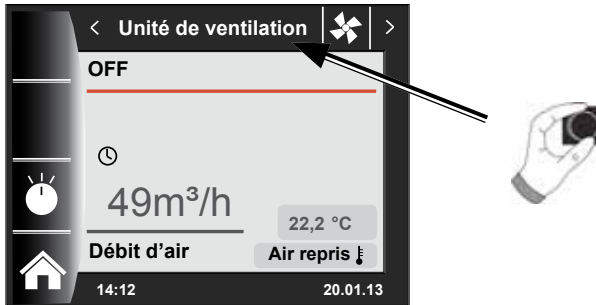 Unité de ventilation
OFF
49m³/h
22,2 °C
Débit d'air
Air repris
14:12
20.01.13